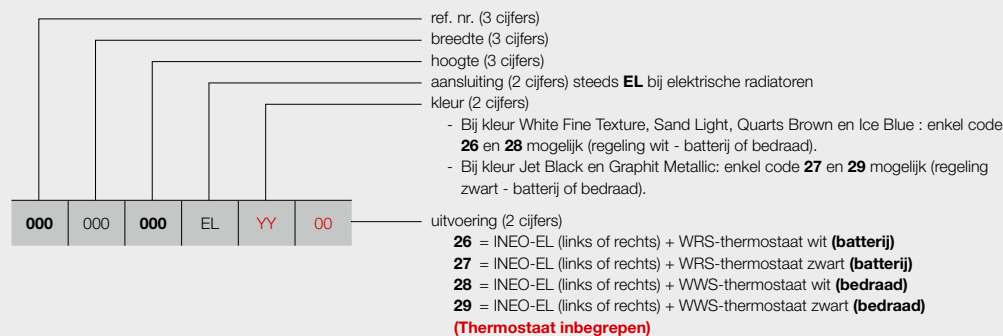 ref. nr. (3 cijfers)
breedte (3 cijfers)
hoogte (3 cijfers)
aansluiting (2 cijfers) steeds EL bij elektrische radiatoren
kleur (2 cijfers)
- Bij kleur White Fine Texture, Sand Light, Quarts Brown en Ice Blue : enkel code
26 en 28 mogelijk (regeling wit - batterij of bedraad).
- Bij kleur Jet Black en Graphit Metallic: enkel code 27 en 29 mogelijk (regeling
zwart - batterij of bedraad).
000 000 000 EL YY 00
uitvoering (2 cijfers)
26 = INEO-EL (links of rechts) + WRS-thermostaat wit (batterij)
27 = INEO-EL (links of rechts) + WRS-thermostaat zwart (batterij)
28 = INEO-EL (links of rechts) + WWS-thermostaat wit (bedraad)
29 = INEO-EL (links of rechts) + WWS-thermostaat zwart (bedraad)
(Thermostaat inbegrepen)